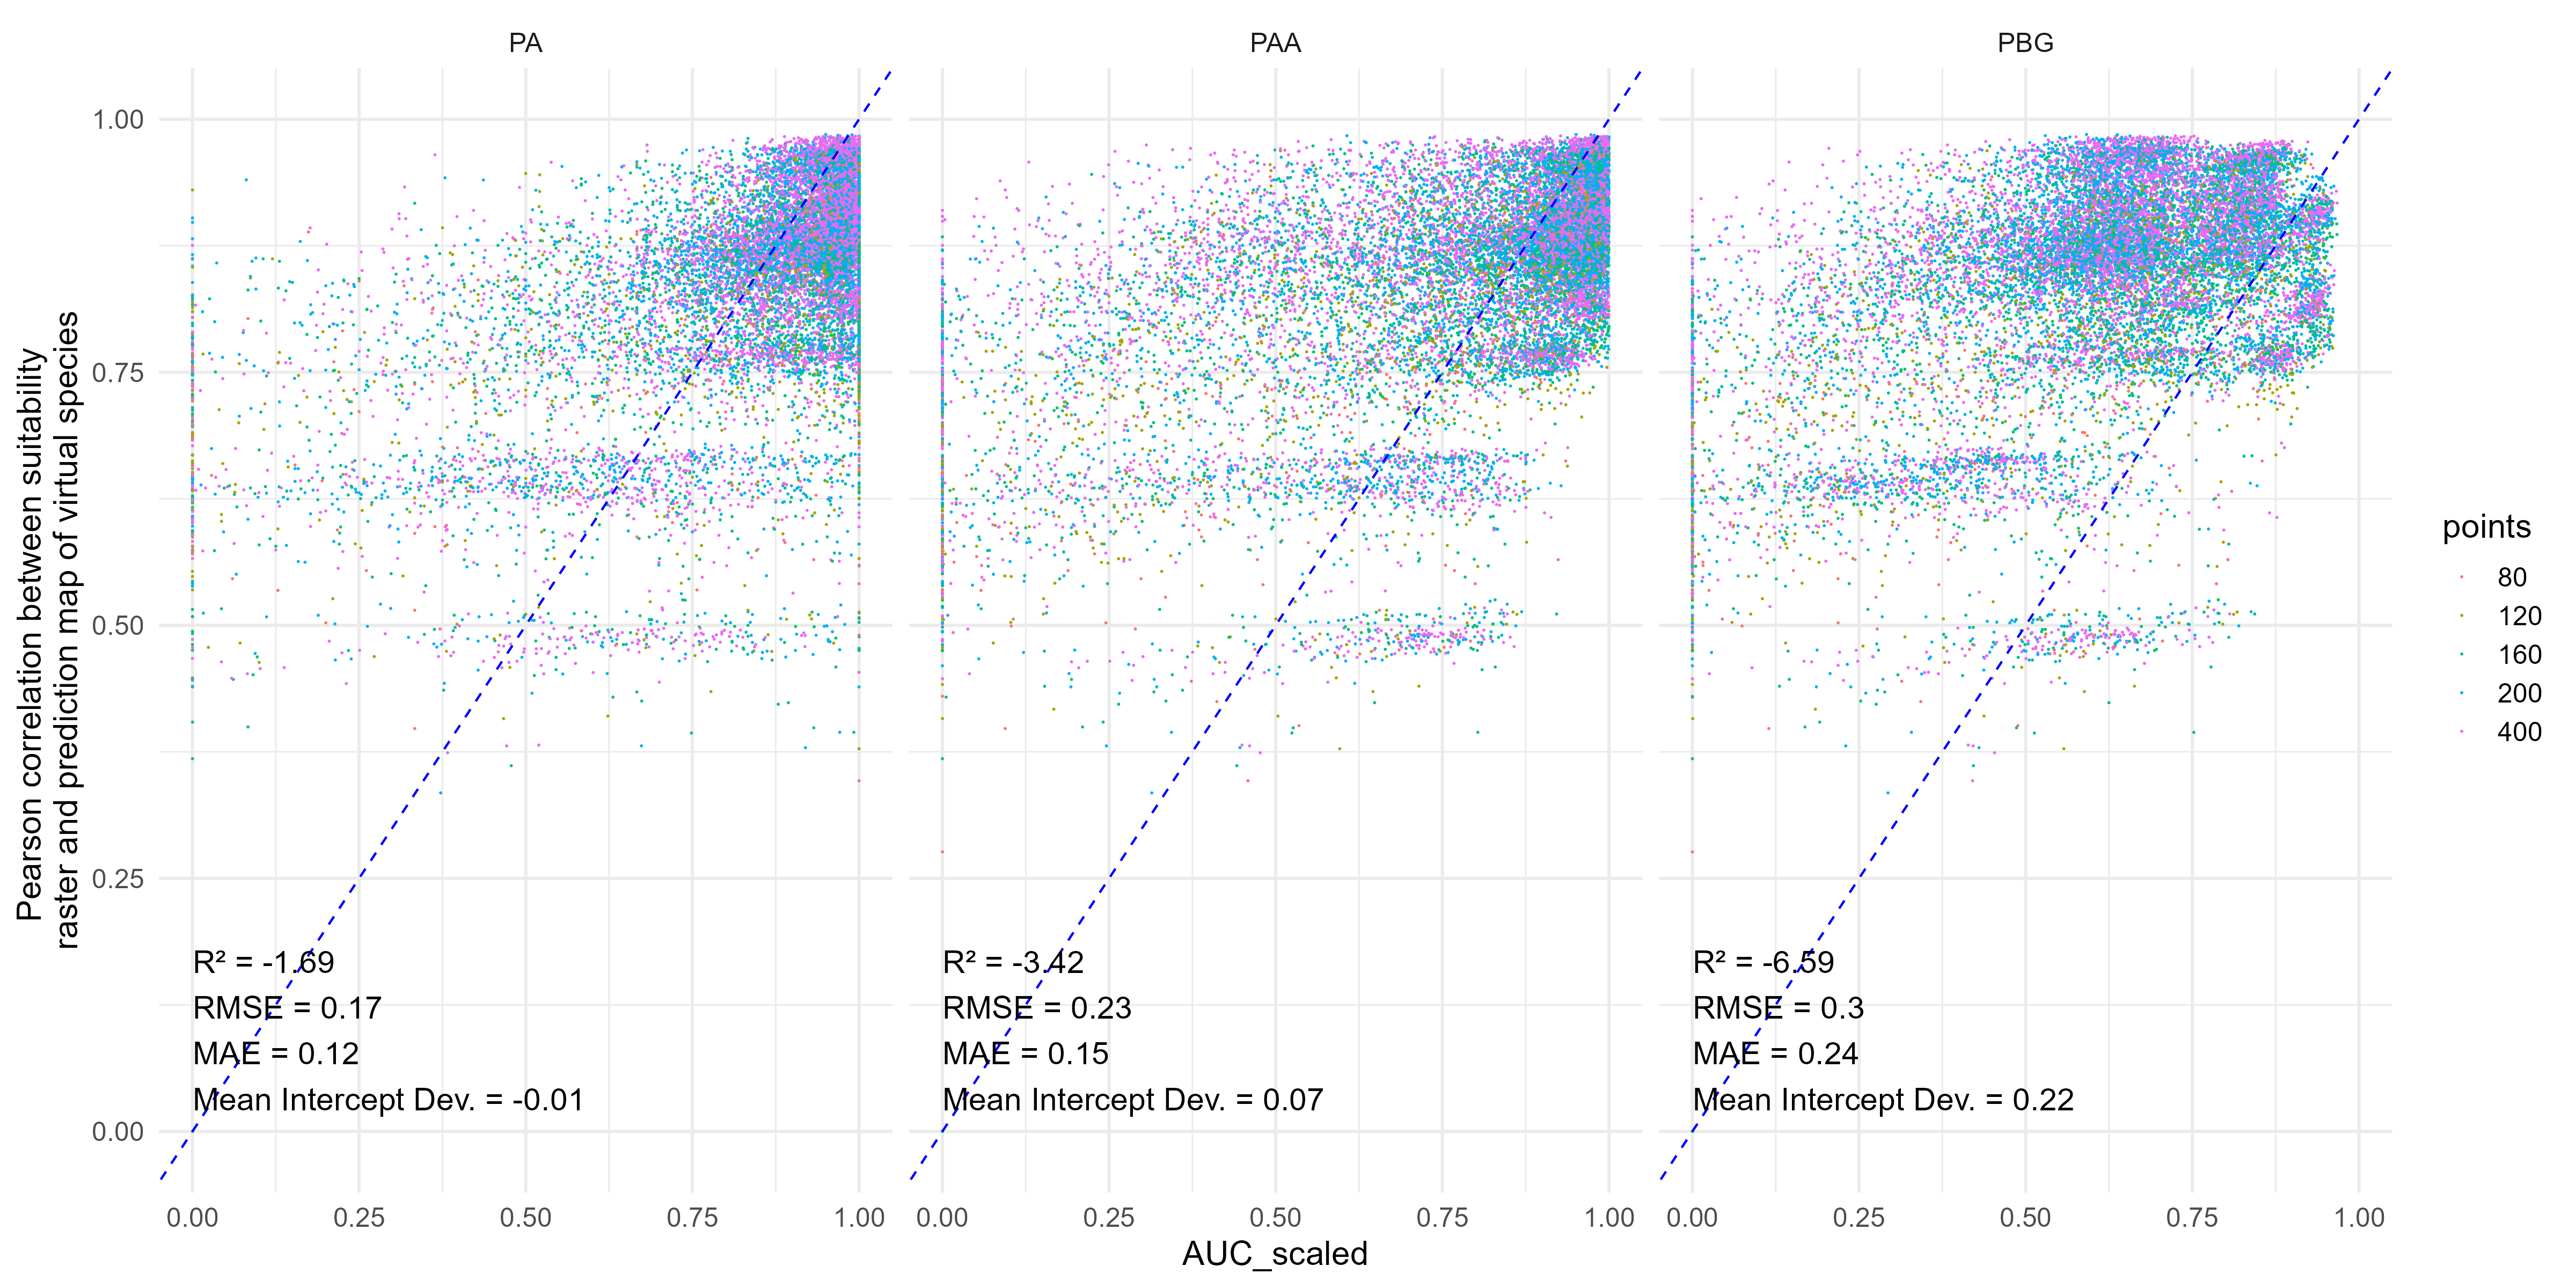 PA
PAA
PBG
Pearson correlation between suitability
raster and prediction map of virtual species
1.00
0.75
0.50
0.25
0.00
R² = -1.69
RMSE = 0.17
MAE = 0.12
Mean Intercept Dev. = -0.01
R² = -3.42
RMSE = 0.23
MAE = 0.15
Mean Intercept Dev. = 0.07
R² = -6.59
RMSE = 0.3
MAE = 0.24
Mean Intercept Dev. = 0.22
0.00 0.25 0.50 0.75 1.00
0.00 0.25 0.50 0.75 1.00
0.00 0.25 0.50 0.75 1.00
AUC_scaled
points
80
120
160
200
400